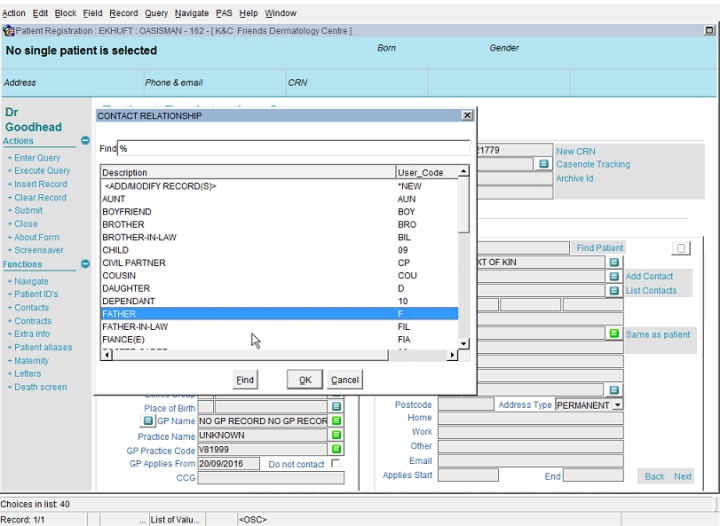 Action Edit Block Field Record Query Navigate PAS Help Window
Patient Registration : EKHUFT : OASISMAN - 162 - [ K&C Friends Dermatology Centre ]
No single patient is selected
Born
Gender
Address
Phone & email
CRN
Dr
Goodhead
Actions
+ Enter Query
+ Execute Query
+ Insert Record
+ Clear Record
+ Submit
+ Close
+ About Form
+ Screensaver
Functions
+ Navigate
+ Patient ID's
+ Contacts
+ Contracts
+ Extra info
+ Patient aliases
+ Maternity
+ Letters
+ Death screen
CONTACT RELATIONSHIP
Find %
Description User_Code
<ADD/MODIFY RECORD(S)> *NEW
AUNT AUN
BOYFRIEND BOY
BROTHER BRO
BROTHER-IN-LAW BIL
CHILD 09
CIVIL PARTNER CP
COUSIN COU
DAUGHTER D
DEPENDANT 10
FATHER F
FATHER-IN-LAW FIL
FIANCE(E) FIA
Find OK Cancel
21779
New CRN
Casenote Tracking
Archive Id
Find Patient
XT OF KIN
Add Contact
List Contacts
Same as patient
Place of Birth
GP Name NO GP RECORD NO GP RECOR
Practice Name UNKNOWN
GP Practice Code V81999
GP Applies From 20/09/2016 Do not contact
CCG
Postcode Address Type PERMANENT
Home
Work
Other
Email
Applies Start End
Back Next
Choices in list: 40
Record: 1/1 ... List of Valu... <OSC>